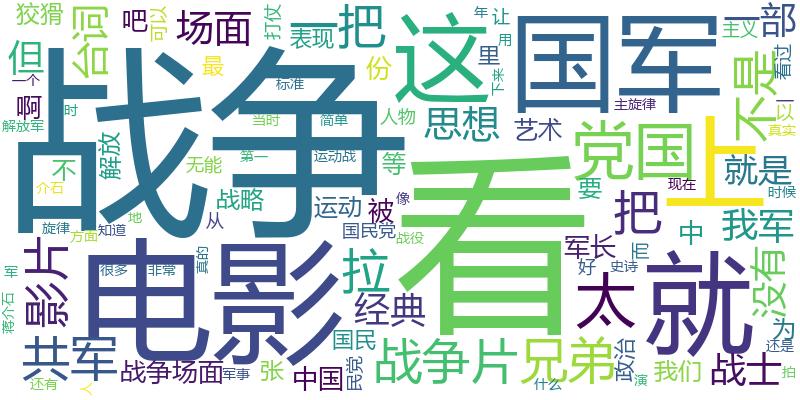 狡猾
吧
可以
场面
打仗
表现
一把
年
让
这
国军
一部
台词
但
最
份
里
用
主义
看过
一个
啊
战争
标准
下来
主旋律
不是
一
以
解放军
时
当时
简单
人物
思想
艺术
党国
上
真实
解放
不
无能
第一
运动战
等
就是
介石
战略
看
要
现在
时候
地
从
运动
被
像
把
我军
旋律
方面
知道
国民党
战役
军长
而
中
没有
影片
电影
很多
非常
真的
拉
好
史诗
就
军
蒋介石
经典
太
为
共军
国民
战争片
兄弟
政治
还是
战争场面
军事
张
中国
民党
我们
战士
拍
还有
人
什么
演